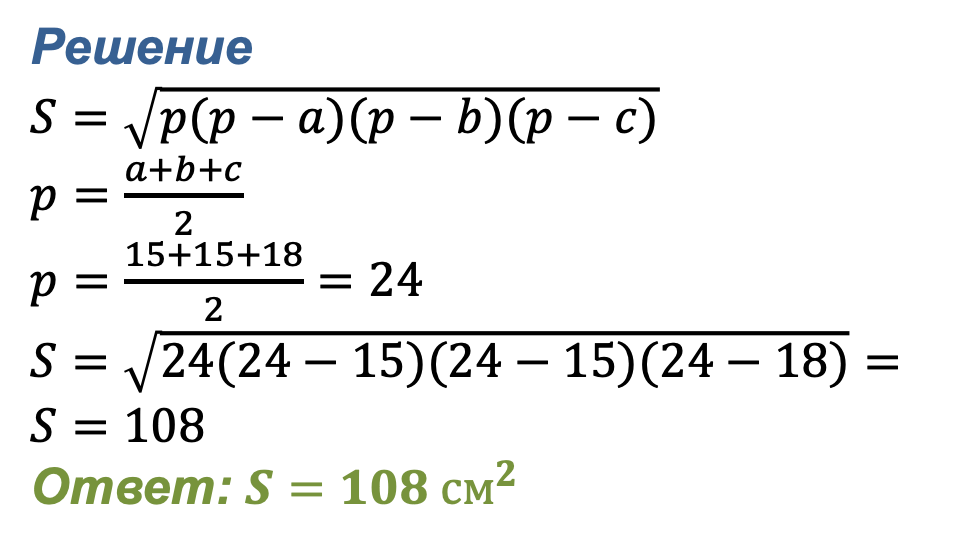 Решение
S = √p(p − a)(p − b)(p − c)
p = a+b+c/2
p = 15+15+18/2 = 24
S = √24(24 − 15)(24 − 15)(24 − 18) =
S = 108
Ответ: S = 108 см²